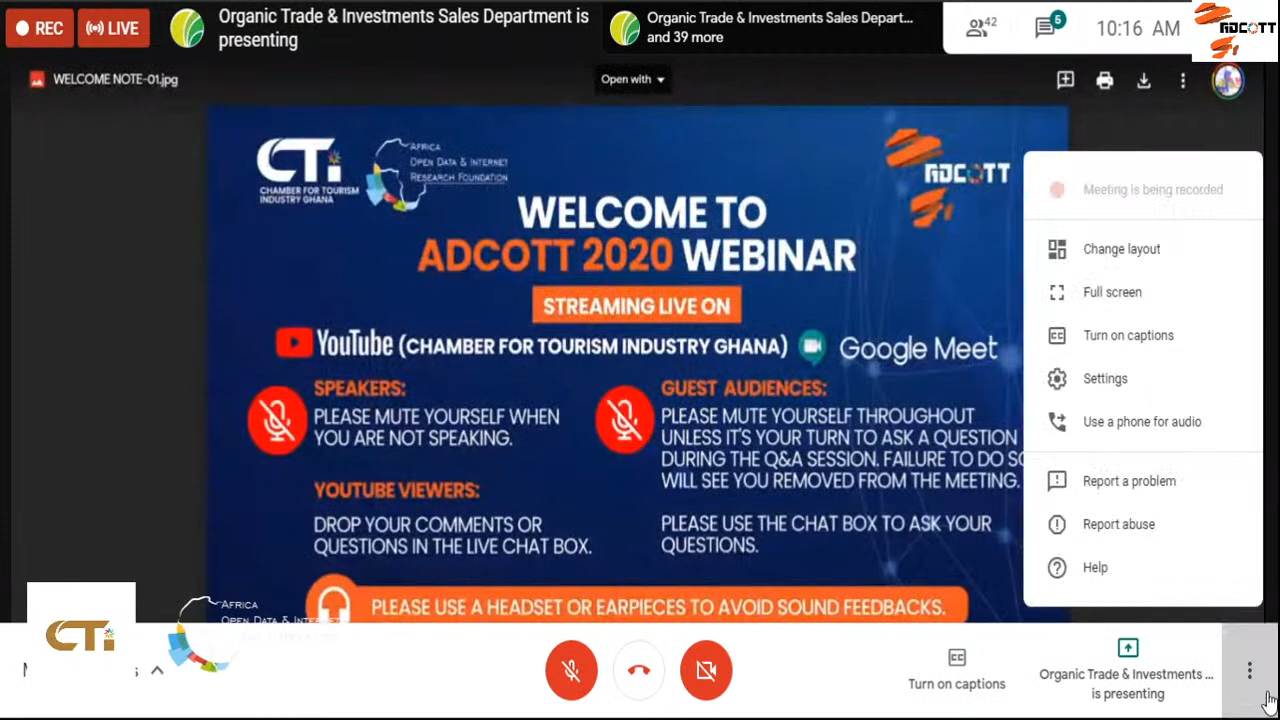 REC
LIVE
Organic Trade & Investments Sales Department is
presenting
Organic Trade & Investments Sales Depart...
and 39 more
42
5
10:16 AM
ADCOTT
WELCOME NOTE-01.jpg
Open with
CTi
CHAMBER FOR TOURISM
INDUSTRY GHANA
AFRICA
OPEN DATA & INTERNET
RESEARCH FOUNDATION
ADCOTT
WELCOME TO
ADCOTT 2020 WEBINAR
STREAMING LIVE ON
YouTube (CHAMBER FOR TOURISM INDUSTRY GHANA) Google Meet
SPEAKERS:
PLEASE MUTE YOURSELF WHEN
YOU ARE NOT SPEAKING.
YOUTUBE VIEWERS:
DROP YOUR COMMENTS OR
QUESTIONS IN THE LIVE CHAT BOX.
GUEST AUDIENCES:
PLEASE MUTE YOURSELF THROUGHOUT
UNLESS IT'S YOUR TURN TO ASK A QUESTION
DURING THE Q&A SESSION. FAILURE TO DO SO
WILL SEE YOU REMOVED FROM THE MEETING.
PLEASE USE THE CHAT BOX TO ASK YOUR
QUESTIONS.
PLEASE USE A HEADSET OR EARPIECES TO AVOID SOUND FEEDBACKS.
Meeting is being recorded
Change layout
Full screen
CC Turn on captions
Settings
Use a phone for audio
Report a problem
Report abuse
Help
CTi
AFRICA
OPEN DATA & INTERNET
CC
Turn on captions
Organic Trade & Investments ...
is presenting